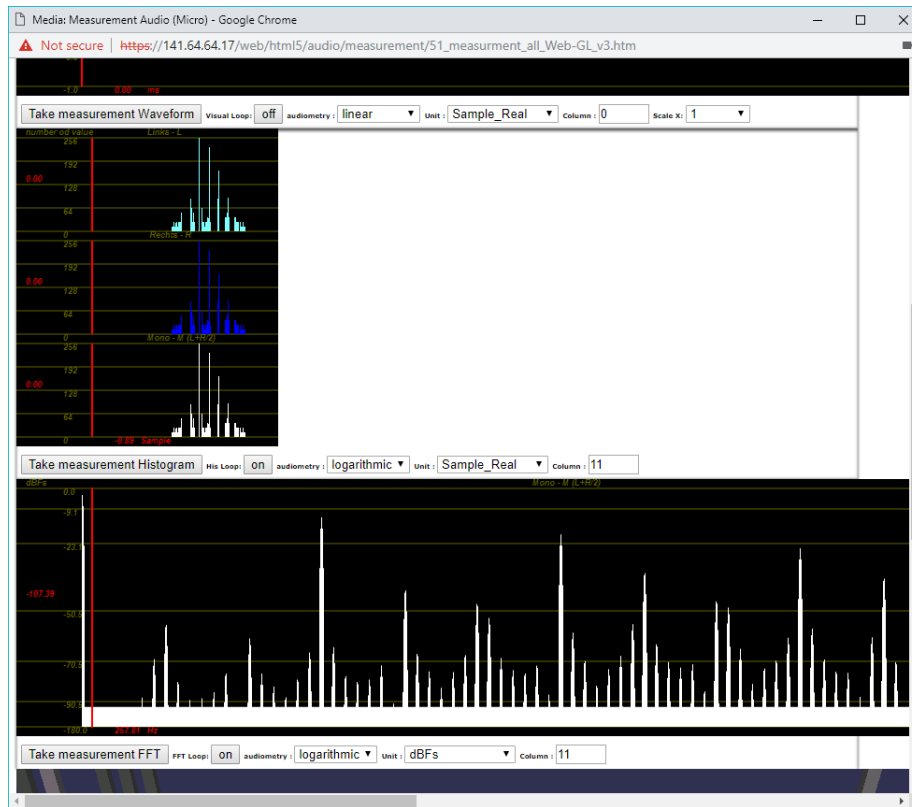 Media: Measurement Audio (Micro) - Google Chrome
Not secure | https://141.64.64.17/web/html5/audio/measurement/51_measurment_all_Web-GL_v3.htm
-1.0 0.00 ms
Take measurement Waveform Visual Loop: off audiometry : linear Unit : Sample_Real Column : 0 Scale X: 1
number od value Links - L
256
192
0.00
128
64
0
Rechts - R
256
192
0.00
128
64
0
Mono - M (L+R/2)
256
192
0.00
128
64
0 -0.89 Sample
Take measurement Histogram His Loop: on audiometry : logarithmic Unit : Sample_Real Column : 11
dBFs Mono - M (L+R/2)
0.0
-9.1
-23.1
-107.39
-50.5
-70.5
-90.5
-180.0 257.81 Hz
Take measurement FFT FFT Loop: on audiometry : logarithmic Unit : dBFs Column : 11